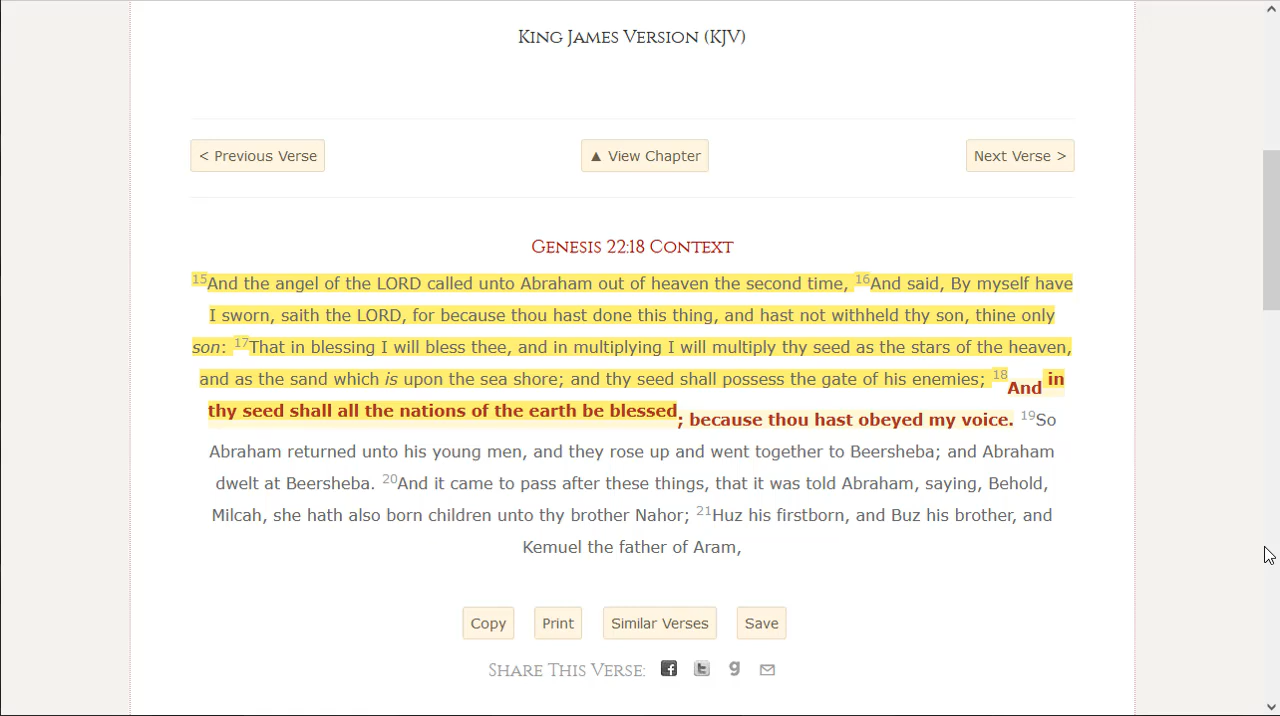 King James Version (KJV)
< Previous Verse
▲ View Chapter
Next Verse >
Genesis 22:18 Context
15And the angel of the LORD called unto Abraham out of heaven the second time, 16And said, By myself have
I sworn, saith the LORD, for because thou hast done this thing, and hast not withheld thy son, thine only
son: 17That in blessing I will bless thee, and in multiplying I will multiply thy seed as the stars of the heaven,
and as the sand which is upon the sea shore; and thy seed shall possess the gate of his enemies; 18And in
thy seed shall all the nations of the earth be blessed; because thou hast obeyed my voice. 19So
Abraham returned unto his young men, and they rose up and went together to Beersheba; and Abraham
dwelt at Beersheba. 20And it came to pass after these things, that it was told Abraham, saying, Behold,
Milcah, she hath also born children unto thy brother Nahor; 21Huz his firstborn, and Buz his brother, and
Kemuel the father of Aram,
Copy
Print
Similar Verses
Save
Share This Verse: